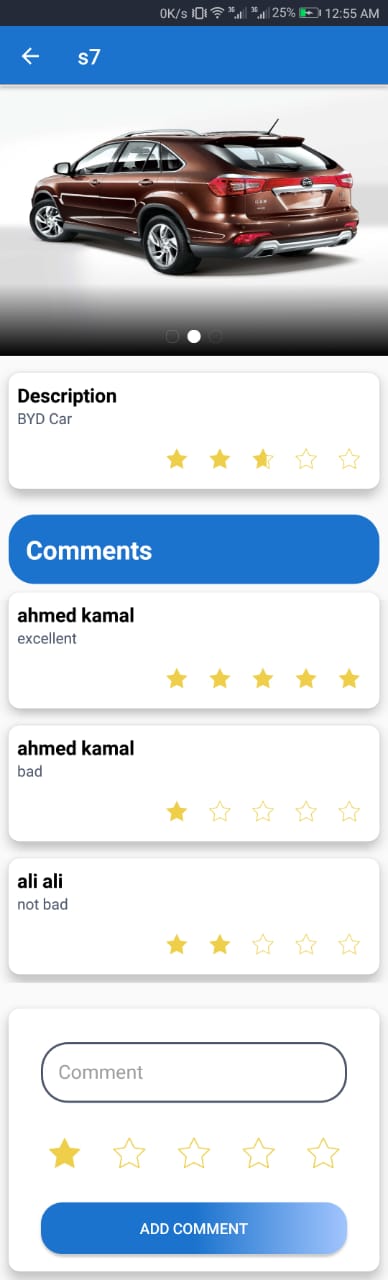 0K/s 25% 12:55 AM
s7
BYD
Description
BYD Car
Comments
ahmed kamal
excellent
ahmed kamal
bad
ali ali
not bad
Comment
ADD COMMENT